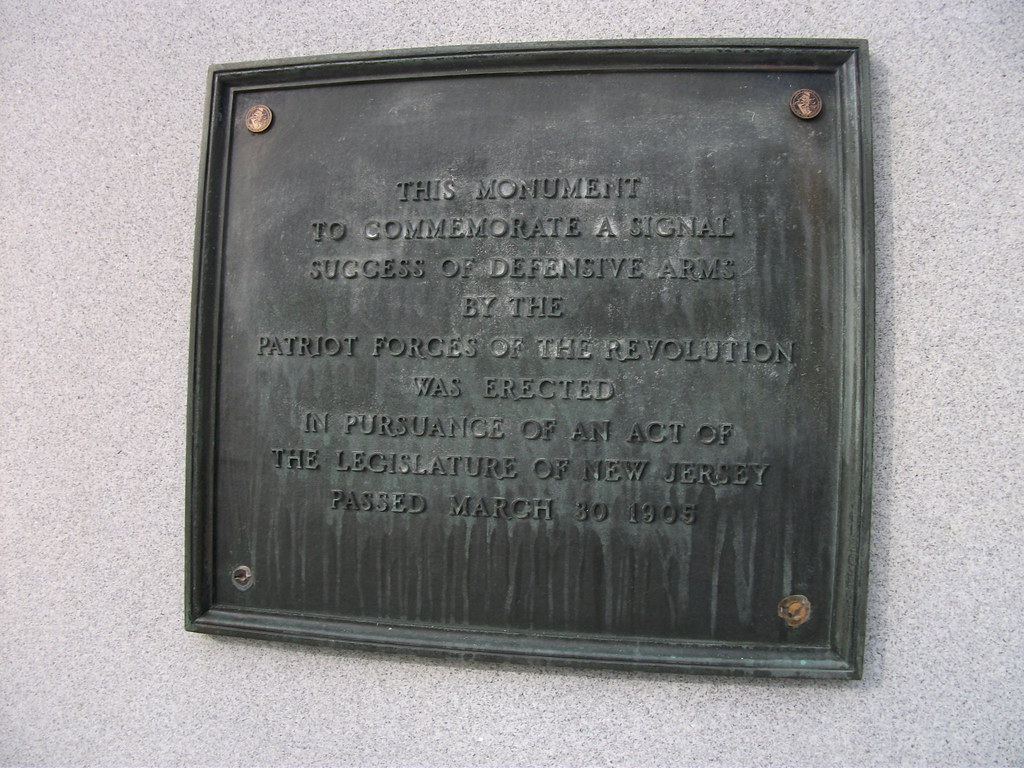 THIS MONUMENT
TO COMMEMORATE A SIGNAL
SUCCESS OF DEFENSIVE ARMS
BY THE
PATRIOT FORCES OF THE REVOLUTION
WAS ERECTED
IN PURSUANCE OF AN ACT OF
THE LEGISLATURE OF NEW JERSEY
PASSED MARCH 30 1905